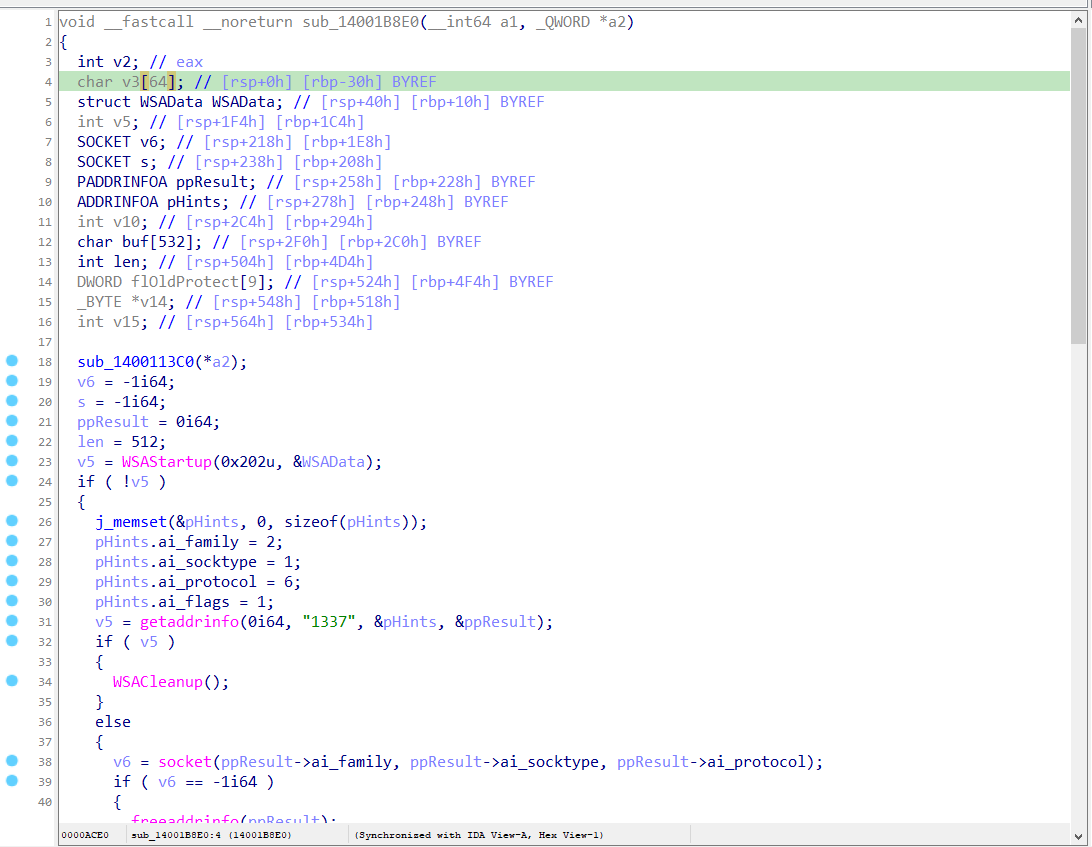 1 void __fastcall __noreturn sub_14001B8E0(__int64 a1, _QWORD *a2)
2 {
3 int v2; // eax
4 char v3[64]; // [rsp+0h] [rbp-30h] BYREF
5 struct WSAData WSAData; // [rsp+40h] [rbp+10h] BYREF
6 int v5; // [rsp+1F4h] [rbp+1C4h]
7 SOCKET v6; // [rsp+218h] [rbp+1E8h]
8 SOCKET s; // [rsp+238h] [rbp+208h]
9 PADDRINFOA ppResult; // [rsp+258h] [rbp+228h] BYREF
10 ADDRINFOA pHints; // [rsp+278h] [rbp+248h] BYREF
11 int v10; // [rsp+2C4h] [rbp+294h]
12 char buf[532]; // [rsp+2F0h] [rbp+2C0h] BYREF
13 int len; // [rsp+504h] [rbp+4D4h]
14 DWORD flOldProtect[9]; // [rsp+524h] [rbp+4F4h] BYREF
15 _BYTE *v14; // [rsp+548h] [rbp+518h]
16 int v15; // [rsp+564h] [rbp+534h]
17
18 sub_1400113C0(*a2);
19 v6 = -1i64;
20 s = -1i64;
21 ppResult = 0i64;
22 len = 512;
23 v5 = WSAStartup(0x202u, &WSAData);
24 if ( !v5 )
25 {
26 j_memset(&pHints, 0, sizeof(pHints));
27 pHints.ai_family = 2;
28 pHints.ai_socktype = 1;
29 pHints.ai_protocol = 6;
30 pHints.ai_flags = 1;
31 v5 = getaddrinfo(0i64, "1337", &pHints, &ppResult);
32 if ( v5 )
33 {
34 WSACleanup();
35 }
36 else
37 {
38 v6 = socket(ppResult->ai_family, ppResult->ai_socktype, ppResult->ai_protocol);
39 if ( v6 == -1i64 )
40 {
freeaddrinfo(ppResult);
0000ACE0 sub_14001B8E0:4 (14001B8E0) (Synchronized with IDA View-A, Hex View-1)